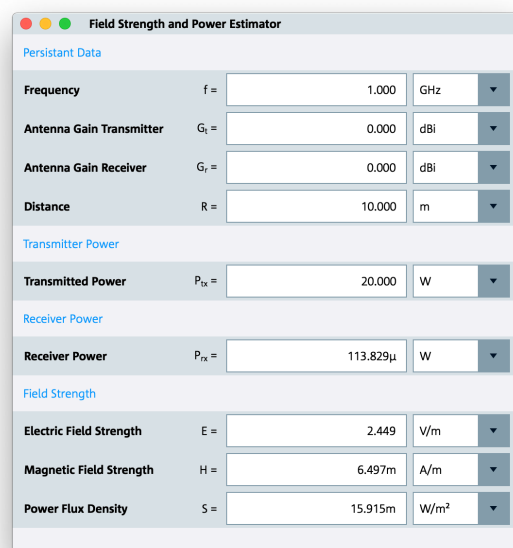 Field Strength and Power Estimator
Persistant Data
Frequency f = 1.000 GHz
Antenna Gain Transmitter Gt = 0.000 dBi
Antenna Gain Receiver Gr = 0.000 dBi
Distance R = 10.000 m
Transmitter Power
Transmitted Power Ptx = 20.000 W
Receiver Power
Receiver Power Prx = 113.829µ W
Field Strength
Electric Field Strength E = 2.449 V/m
Magnetic Field Strength H = 6.497m A/m
Power Flux Density S = 15.915m W/m²